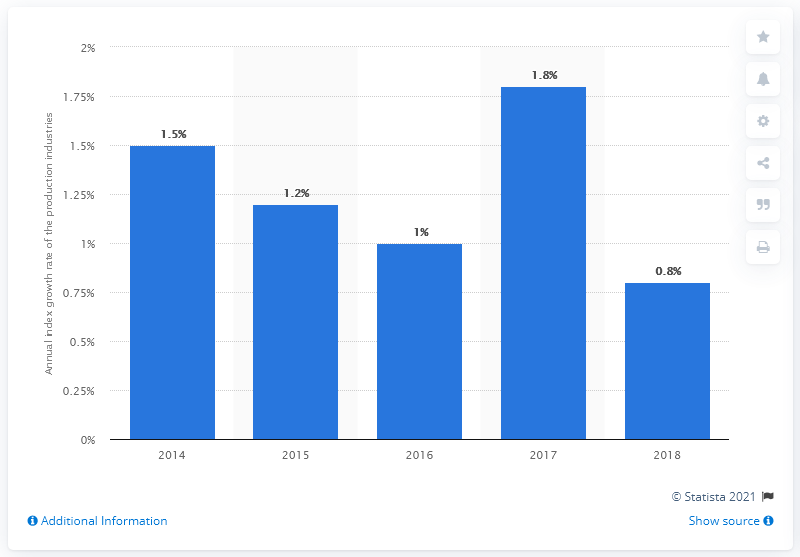 2%
1.75%
1.5%
1.25%
1%
0.75%
0.5%
0.25%
0%
Annual index growth rate of the production industries
1.5%
1.2%
1%
1.8%
0.8%
2014 2015 2016 2017 2018
© Statista 2021
Additional Information
Show source